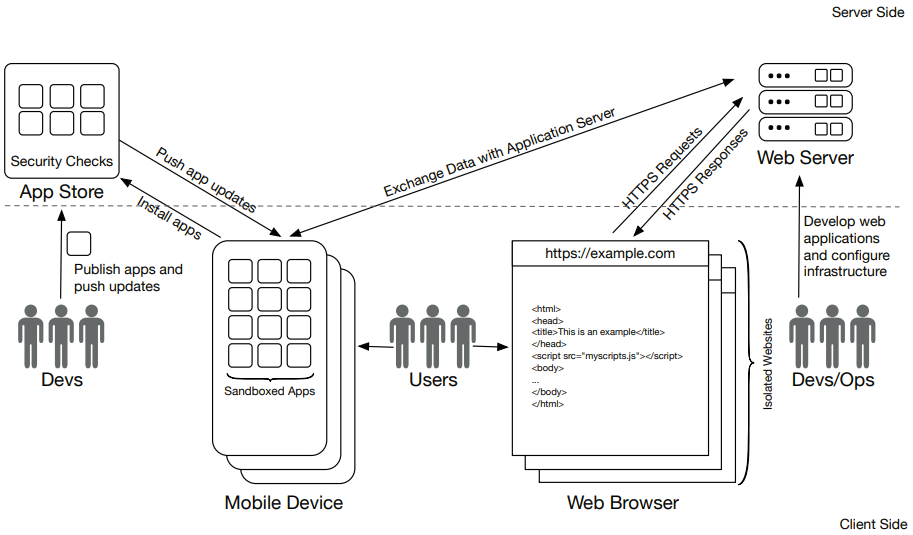 Server Side
Security Checks
App Store
Push app updates
Install apps
Exchange Data with Application Server
HTTPS Requests
HTTPS Responses
Web Server
Publish apps and
push updates
Develop web
applications
and configure
infrastructure
https://example.com
<html>
<head>
<title>This is an example</title>
</head>
<script src="myscripts.js"></script>
<body>
...
</body>
</html>
Isolated Websites
Sandboxed Apps
Devs
Users
Devs/Ops
Mobile Device
Web Browser
Client Side